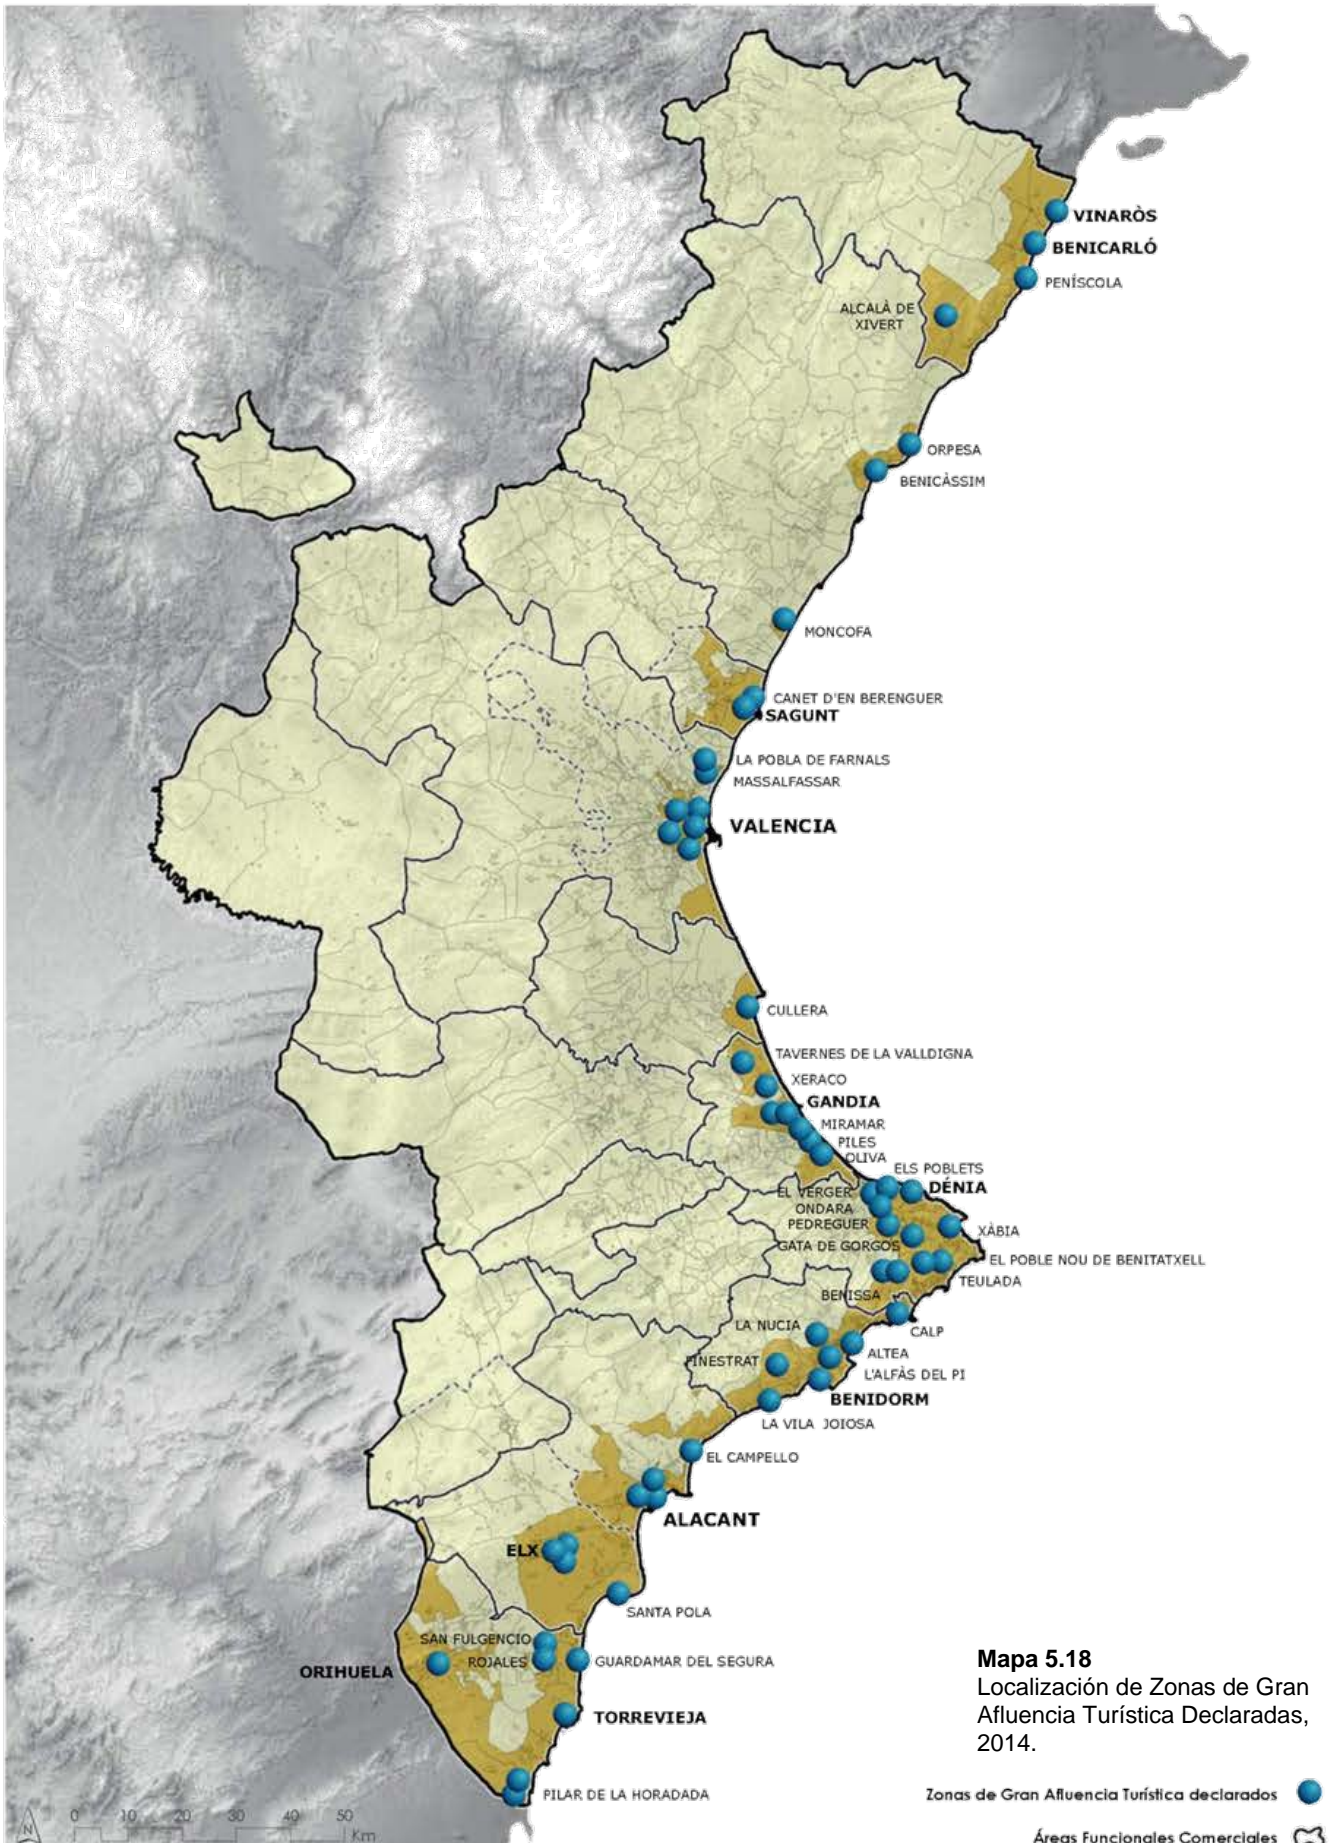 VINARÒS
BENICARLÓ
PENÍSCOLA
ALCALÀ DE
XIVERT
ORPESA
BENICÀSSIM
MONCOFA
CANET D'EN BERENGUER
SAGUNT
LA POBLA DE FARNALS
MASSALFASSAR
VALENCIA
CULLERA
TAVERNES DE LA VALLDIGNA
XERACO
GANDIA
MIRAMAR
PILES
OLIVA
ELS POBLETS
EL VERGER
DÉNIA
ONDARA
PEDREGUER
XÀBIA
GATA DE GORGOS
EL POBLE NOU DE BENITATXELL
TEULADA
BENISSA
CALP
LA NUCIA
ALTEA
FINESTRAT
L'ALFÀS DEL PI
BENIDORM
LA VILA JOIOSA
EL CAMPELLO
ALACANT
ELX
SANTA POLA
SAN FULGENCIO
ROJALES
GUARDAMAR DEL SEGURA
ORIHUELA
TORREVIEJA
PILAR DE LA HORADADA
Mapa 5.18
Localización de Zonas de Gran
Afluencia Turística Declaradas,
2014.
Zonas de Gran Afluencia Turística declarados
Áreas Funcionales Comerciales
N
0 10 20 30 40 50
Km